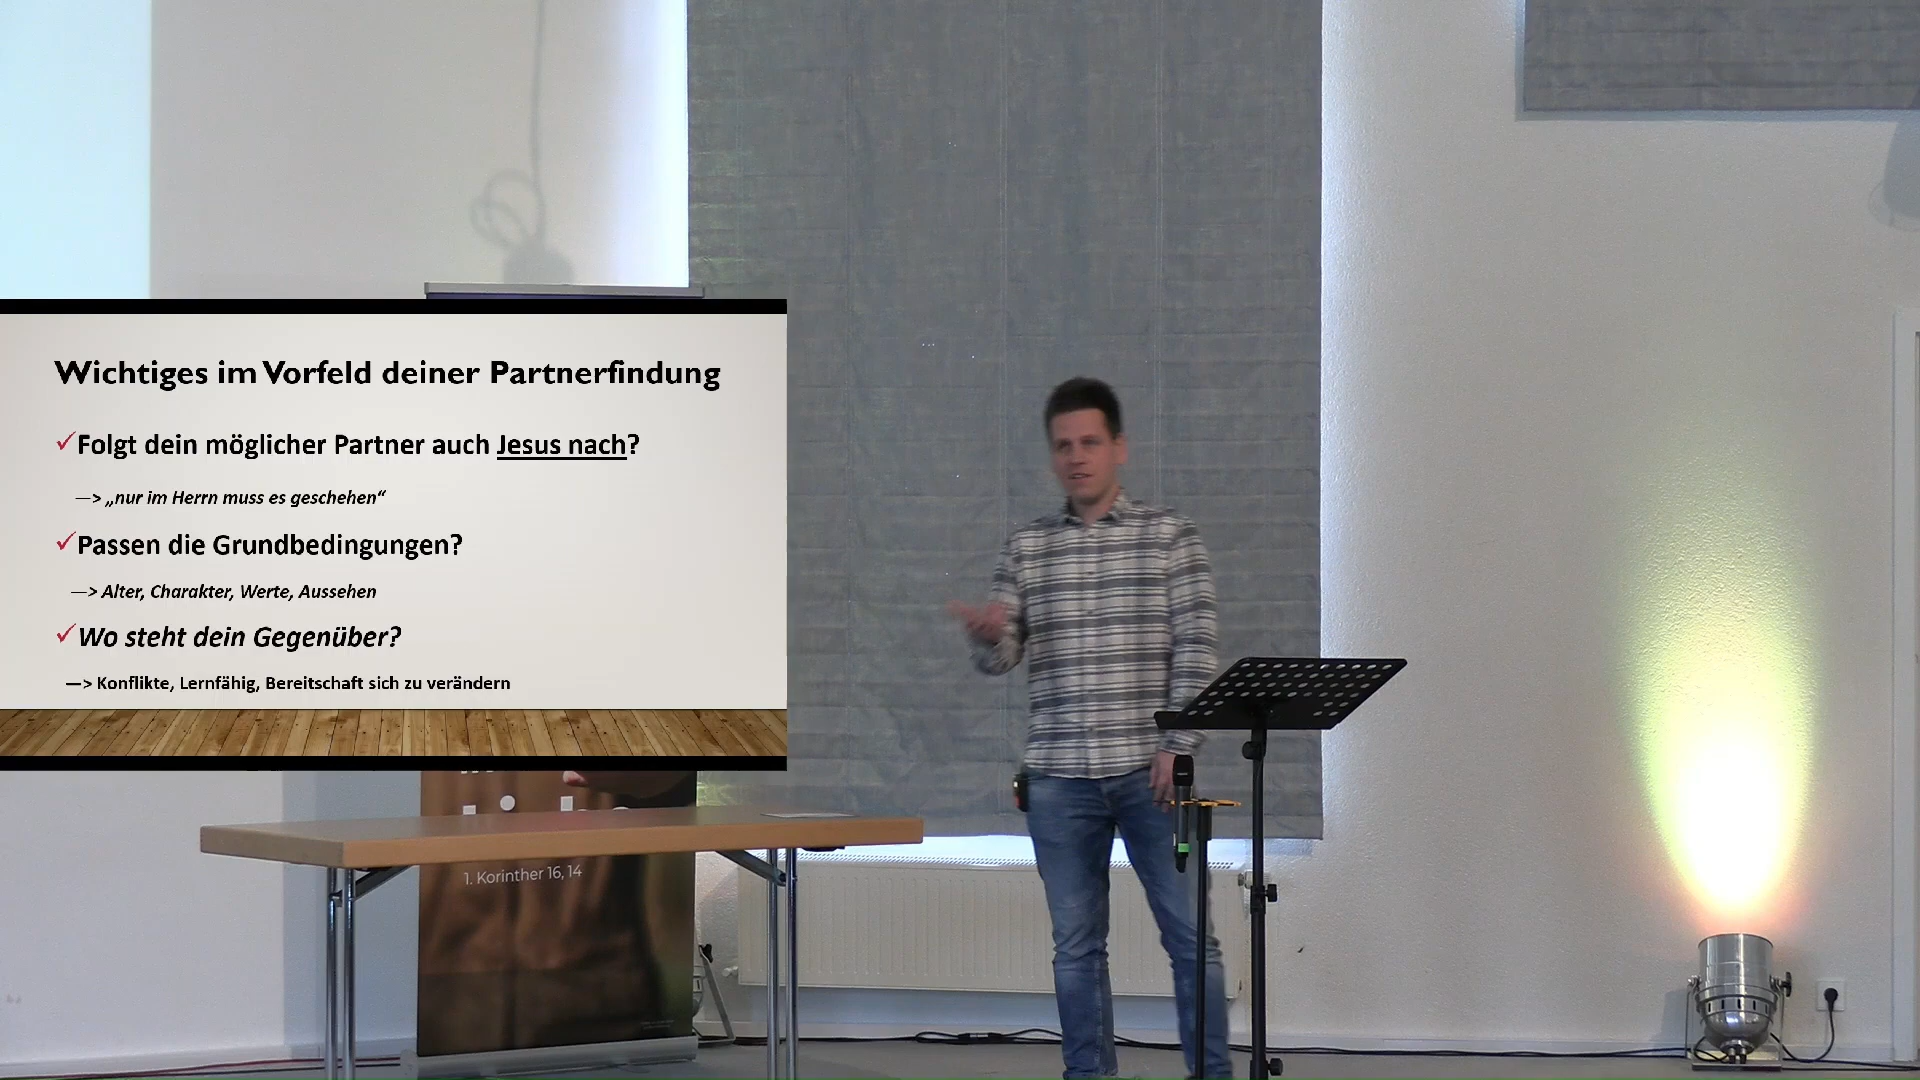 Wichtiges im Vorfeld deiner Partnerfindung
✓Folgt dein möglicher Partner auch Jesus nach?
—> „nur im Herrn muss es geschehen“
✓Passen die Grundbedingungen?
—> Alter, Charakter, Werte, Aussehen
✓Wo steht dein Gegenüber?
—> Konflikte, Lernfähig, Bereitschaft sich zu verändern
1. Korinther 16, 14